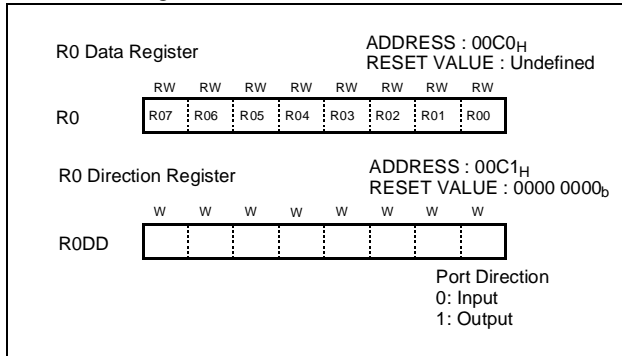 R0 Data Register
ADDRESS : 00C0H
RESET VALUE : Undefined
RW RW RW RW RW RW RW RW
R0 R07 R06 R05 R04 R03 R02 R01 R00
R0 Direction Register
ADDRESS : 00C1H
RESET VALUE : 0000 0000b
W W W W W W W W
R0DD
Port Direction
0: Input
1: Output